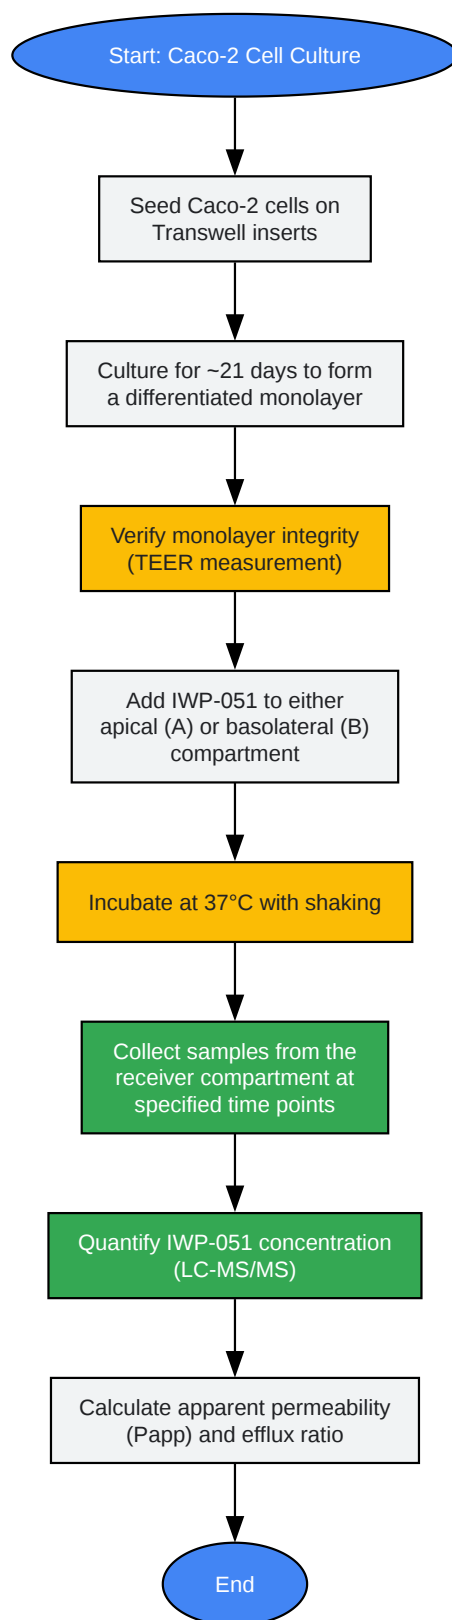 Start: Caco-2 Cell Culture
Seed Caco-2 cells on
Transwell inserts
Culture for ~21 days to form
a differentiated monolayer
Verify monolayer integrity
(TEER measurement)
Add IWP-051 to either
apical (A) or basolateral (B)
compartment
Incubate at 37°C with shaking
Collect samples from the
receiver compartment at
specified time points
Quantify IWP-051 concentration
(LC-MS/MS)
Calculate apparent permeability
(Papp) and efflux ratio
End